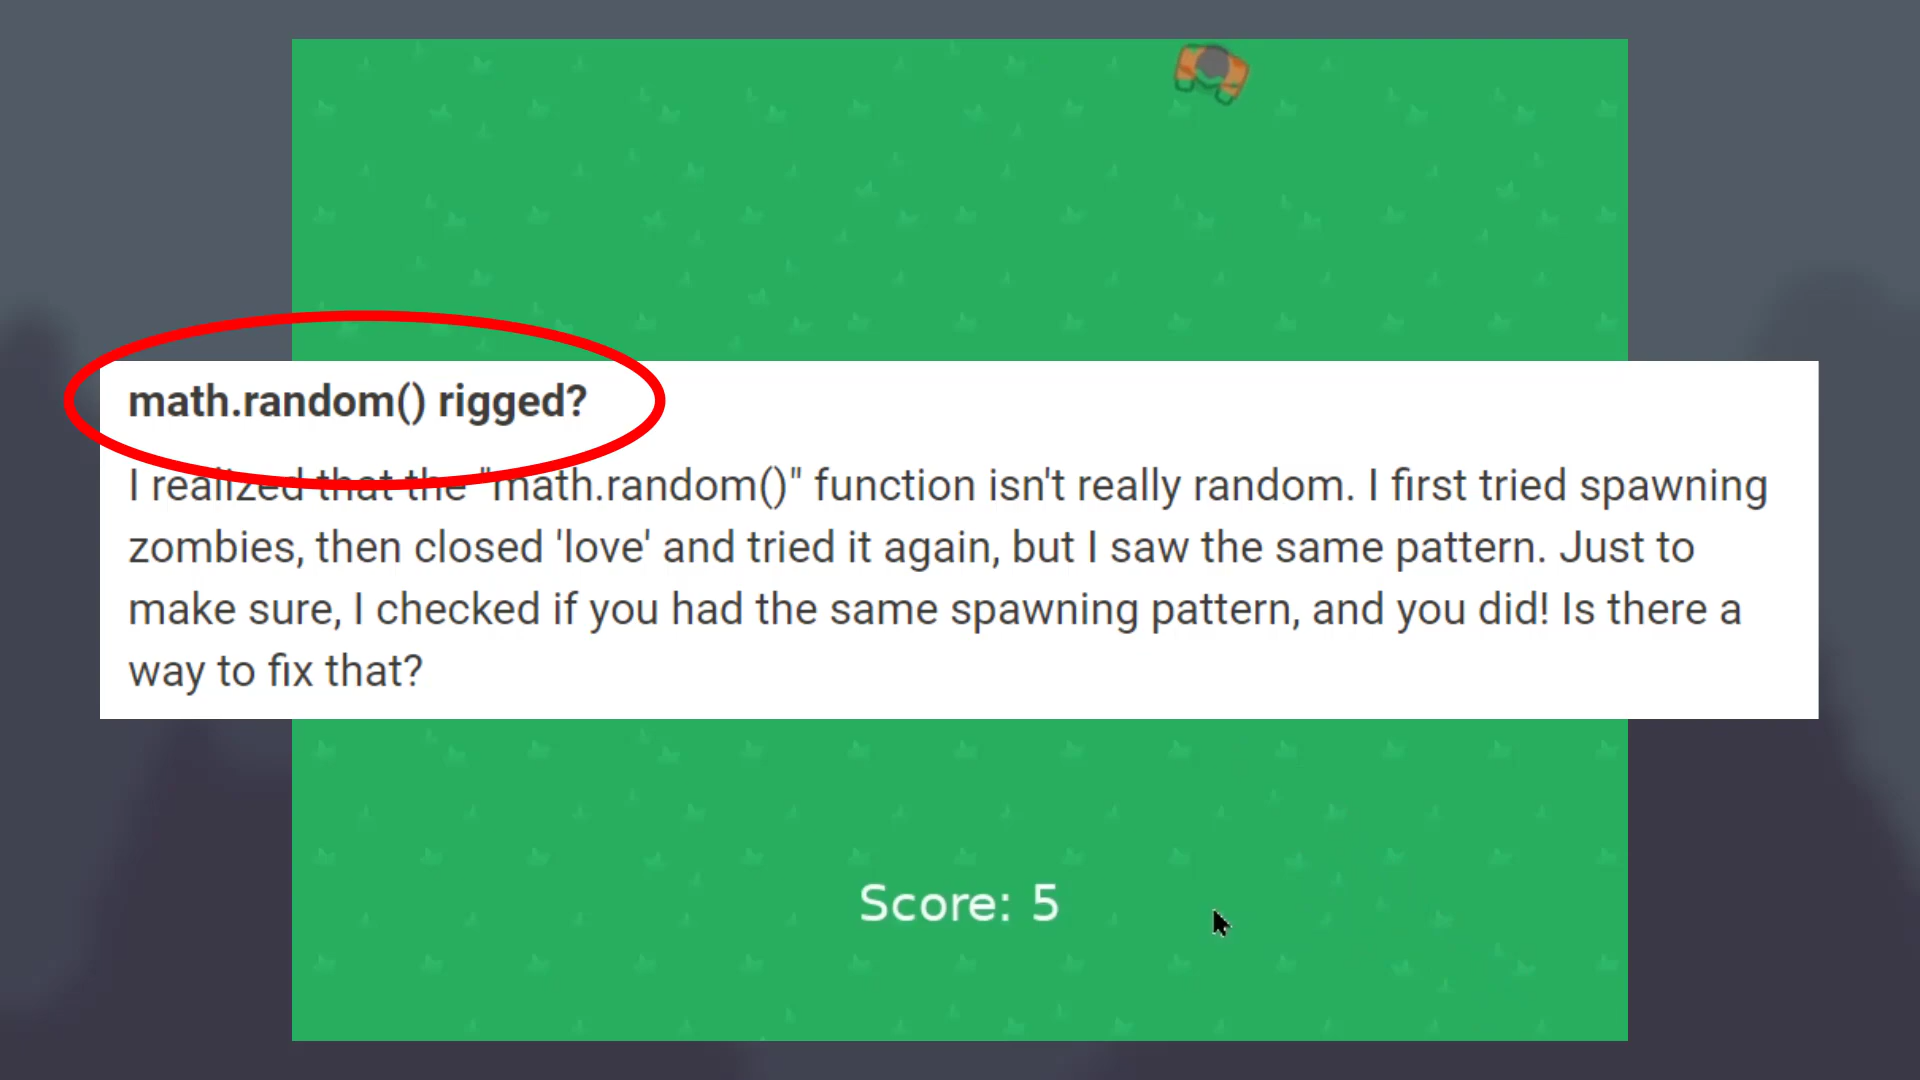 math.random() rigged?
I realized that the "math.random()" function isn't really random. I first tried spawning
zombies, then closed 'love' and tried it again, but I saw the same pattern. Just to
make sure, I checked if you had the same spawning pattern, and you did! Is there a
way to fix that?
Score: 5